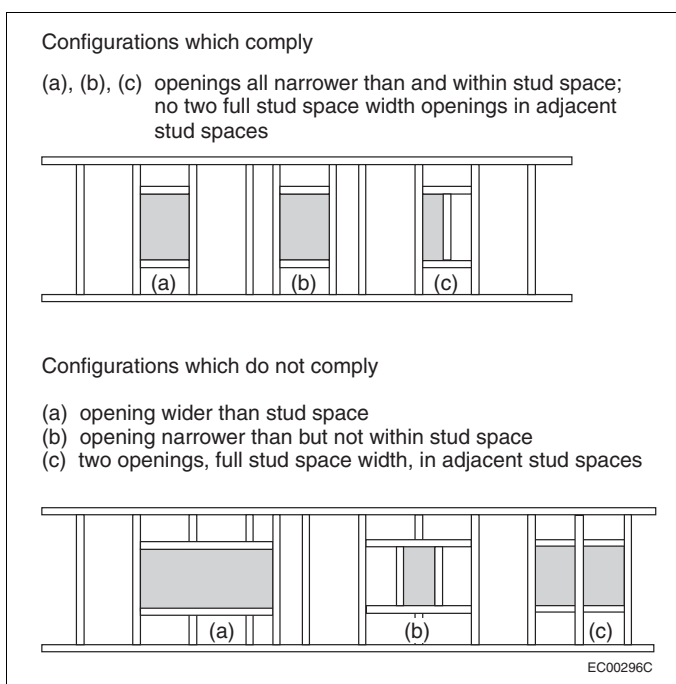 Configurations which comply
(a), (b), (c) openings all narrower than and within stud space;
no two full stud space width openings in adjacent
stud spaces
(a) (b) (c)
Configurations which do not comply
(a) opening wider than stud space
(b) opening narrower than but not within stud space
(c) two openings, full stud space width, in adjacent stud spaces
(a) (b) (c)
EC00296C